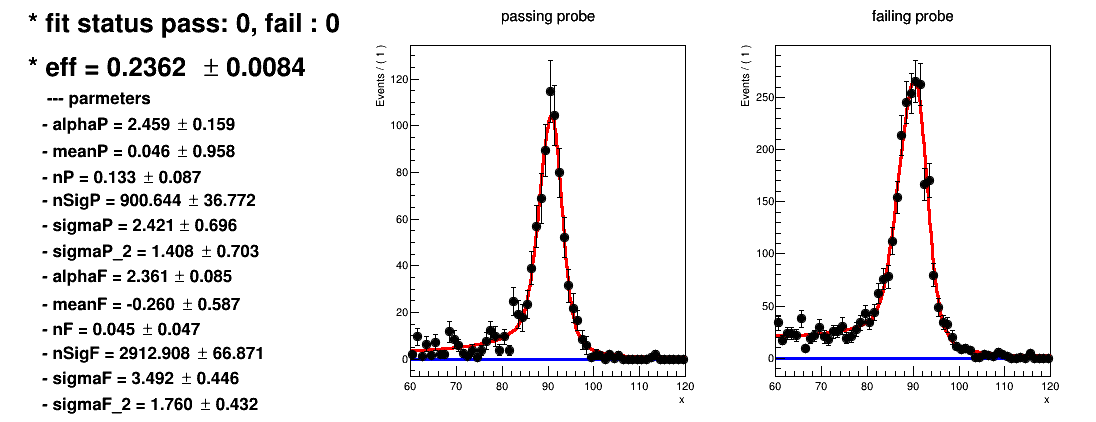 * fit status pass: 0, fail : 0
* eff = 0.2362 ± 0.0084
--- parmeters
- alphaP = 2.459 ± 0.159
- meanP = 0.046 ± 0.958
- nP = 0.133 ± 0.087
- nSigP = 900.644 ± 36.772
- sigmaP = 2.421 ± 0.696
- sigmaP_2 = 1.408 ± 0.703
- alphaF = 2.361 ± 0.085
- meanF = -0.260 ± 0.587
- nF = 0.045 ± 0.047
- nSigF = 2912.908 ± 66.871
- sigmaF = 3.492 ± 0.446
- sigmaF_2 = 1.760 ± 0.432
passing probe
Events / ( 1 )
120
100
80
60
40
20
0
60 70 80 90 100 110 120
x
failing probe
Events / ( 1 )
250
200
150
100
50
0
60 70 80 90 100 110 120
x